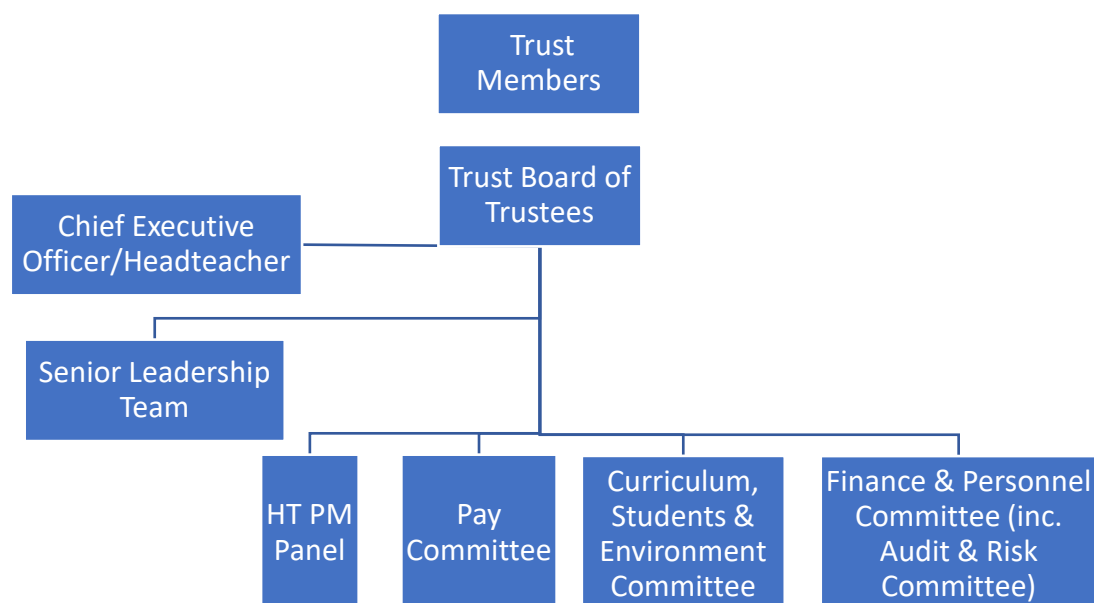 Trust
Members
Trust Board of
Trustees
Chief Executive
Officer/Headteacher
Senior Leadership
Team
HT PM
Panel
Pay
Committee
Curriculum,
Students &
Environment
Committee
Finance & Personnel
Committee (inc.
Audit & Risk
Committee)